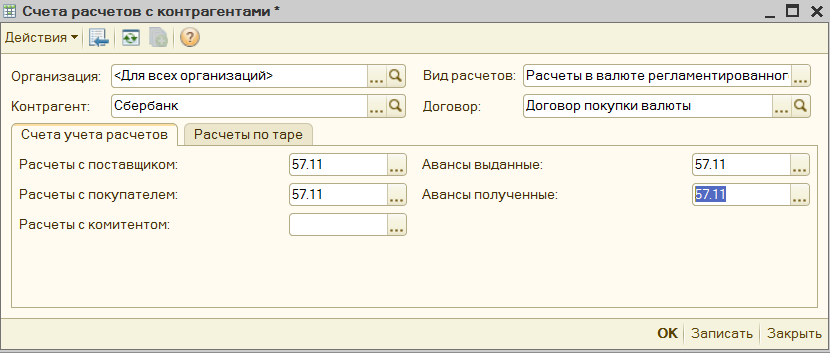 Счета расчетов с контрагентами *
Действия
Организация: <Для всех организаций> ... Вид расчетов: Расчеты в валюте регламентированног ...
Контрагент: Сбербанк ... Договор: Договор покупки валюты ...
Счета учета расчетов Расчеты по таре
Расчеты с поставщиком: 57.11 ... Авансы выданные: 57.11 ...
Расчеты с покупателем: 57.11 ... Авансы полученные: 57.11 ...
Расчеты с комитентом: ...
OK Записать Закрыть